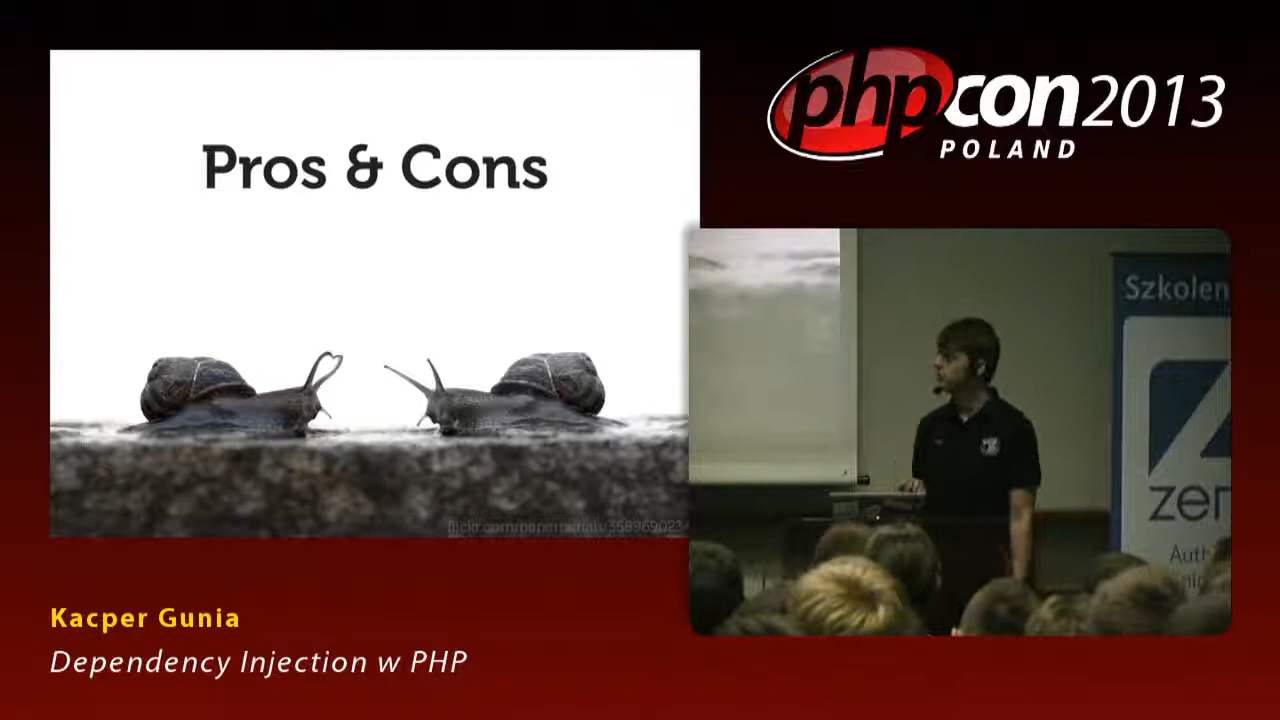 Pros & Cons
phpcon2013
POLAND
Szkolen
zen
Kacper Gunia
Dependency Injection w PHP